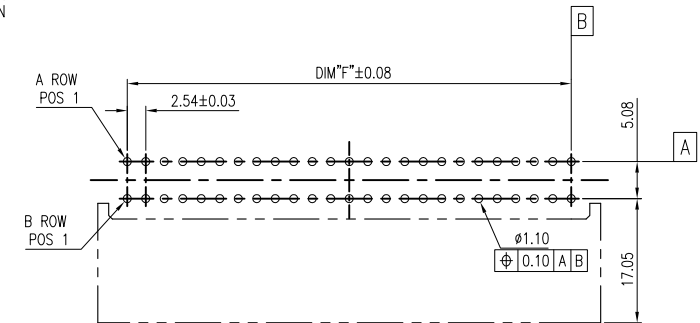 N
B
DIM"F"±0.08
A ROW
POS 1
2.54±0.03
5.08
A
B ROW
POS 1
ø1.10
⌖ 0.10 A B
17.05